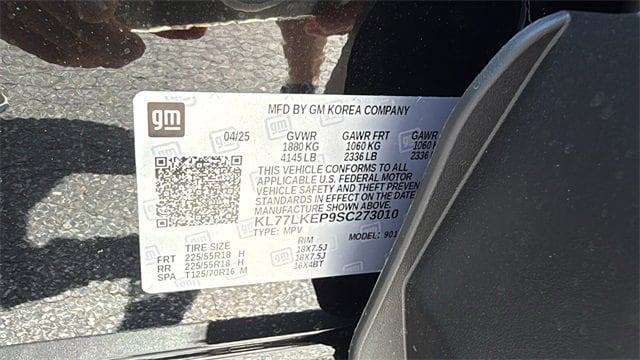 gm
MFD BY GM KOREA COMPANY
04/25 GVWR GAWR FRT GAWR
1880 KG 1060 KG 1060
4145 LB 2336 LB 2336
THIS VEHICLE CONFORMS TO ALL
APPLICABLE U.S. FEDERAL MOTOR
VEHICLE SAFETY AND THEFT PREVEN
STANDARDS IN EFFECT ON THE DATE
MANUFACTURE SHOWN ABOVE.
KL77LKEP9SC273010
TYPE: MPV MODEL: 901
TIRE SIZE RIM
FRT 225/55R18 H 18X7.5J
RR 225/55R18 H 18X7.5J
SPA T125/70R16 M 16X4BT